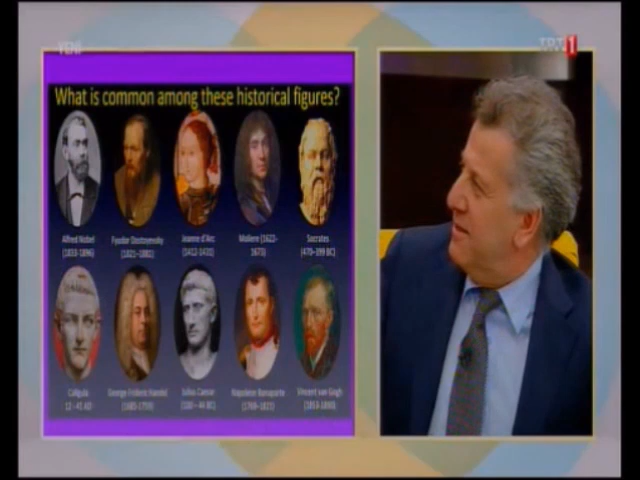 YENİ
TRT 1
What is common among these historical figures?
Alfred Nobel
(1833-1896)
Fyodor Dostoyevsky
(1821-1881)
Jeanne d'Arc
(1412-1431)
Moliere (1622-
1673)
Socrates
(470-399 BC)
Caligula
12 - 41 AD
George Frideric Handel
(1685-1759)
Julius Caesar
(100 - 44 BC)
Napoleon Bonaparte
(1769-1821)
Vincent van Gogh
(1853-1890)